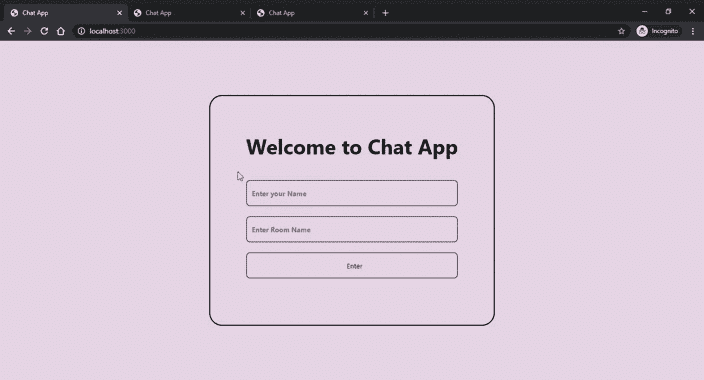 Chat App
Chat App
Chat App
localhost:3000
Incognito
Welcome to Chat App
Enter your Name
Enter Room Name
Enter